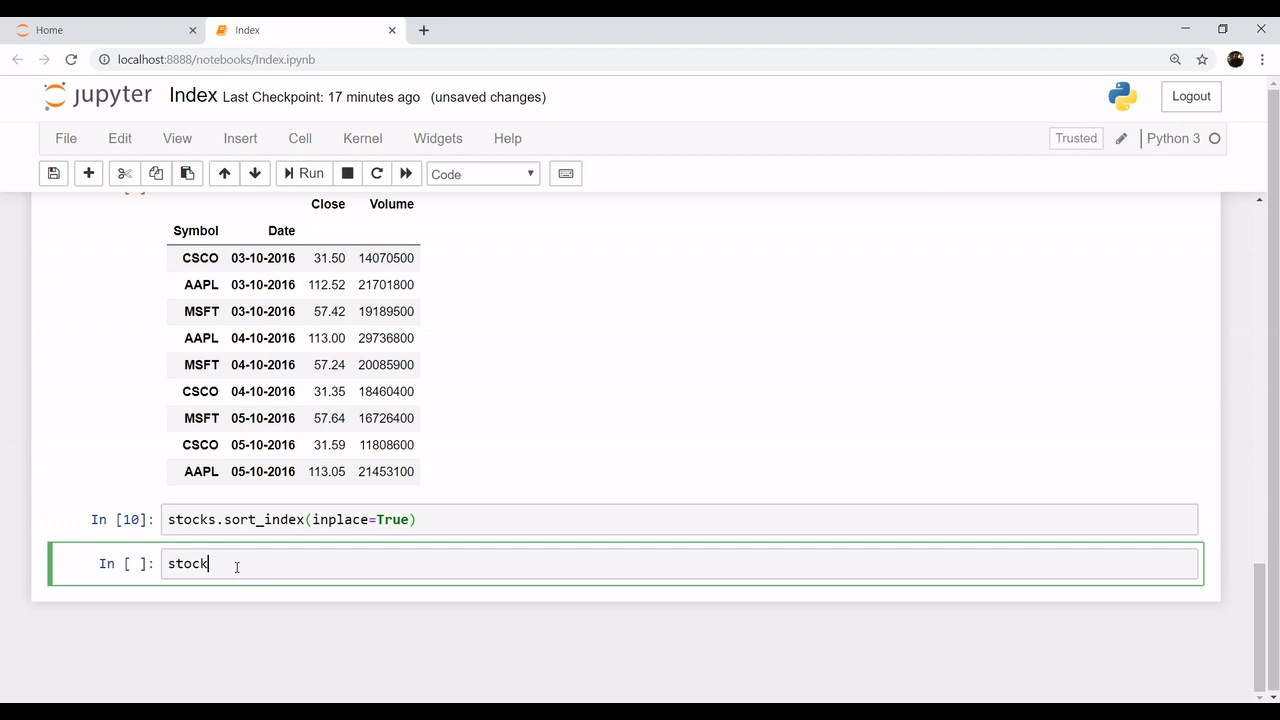 Home
Index
localhost:8888/notebooks/Index.ipynb
jupyter Index Last Checkpoint: 17 minutes ago (unsaved changes)
Logout
File Edit View Insert Cell Kernel Widgets Help
Trusted Python 3
Run Code
Close Volume
Symbol Date
CSCO 03-10-2016 31.50 14070500
AAPL 03-10-2016 112.52 21701800
MSFT 03-10-2016 57.42 19189500
AAPL 04-10-2016 113.00 29736800
MSFT 04-10-2016 57.24 20085900
CSCO 04-10-2016 31.35 18460400
MSFT 05-10-2016 57.64 16726400
CSCO 05-10-2016 31.59 11808600
AAPL 05-10-2016 113.05 21453100
In [10]: stocks.sort_index(inplace=True)
In [ ]: stock